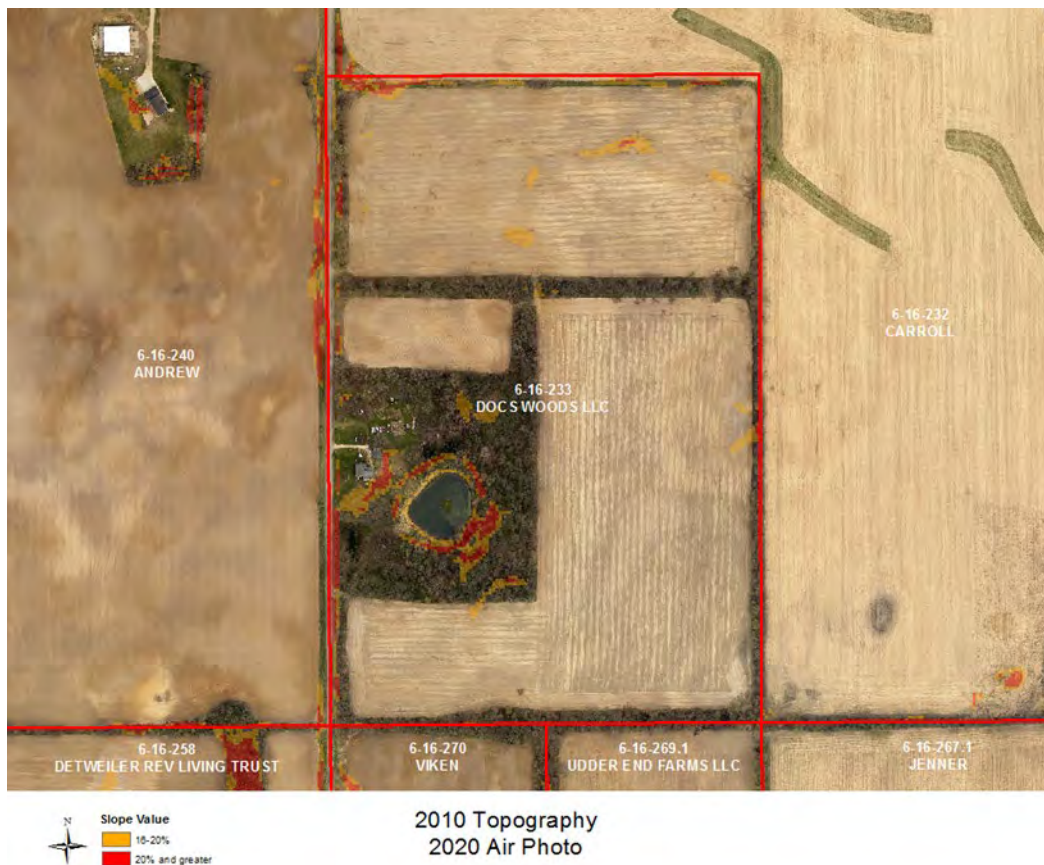 6-16-232
CARROLL
6-16-240
ANDREW
6-16-233
DOCS WOODS LLC
6-16-258
DETWEILER REV LIVING TRUST
6-16-270
VIKEN
6-16-269.1
UDDER END FARMS LLC
6-16-267.1
JENNER
N
Slope Value
16-20%
20% and greater
2010 Topography
2020 Air Photo